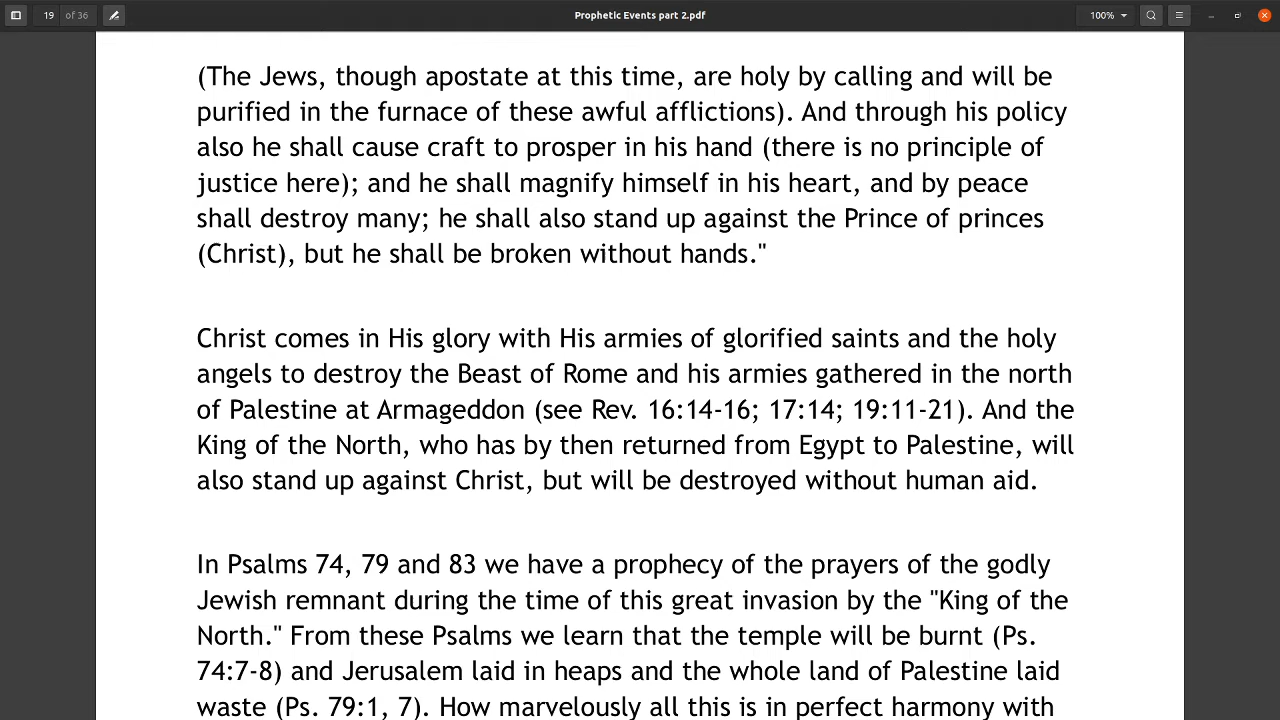 19 of 36
Prophetic Events part 2.pdf
100%
(The Jews, though apostate at this time, are holy by calling and will be
purified in the furnace of these awful afflictions). And through his policy
also he shall cause craft to prosper in his hand (there is no principle of
justice here); and he shall magnify himself in his heart, and by peace
shall destroy many; he shall also stand up against the Prince of princes
(Christ), but he shall be broken without hands."
Christ comes in His glory with His armies of glorified saints and the holy
angels to destroy the Beast of Rome and his armies gathered in the north
of Palestine at Armageddon (see Rev. 16:14-16; 17:14; 19:11-21). And the
King of the North, who has by then returned from Egypt to Palestine, will
also stand up against Christ, but will be destroyed without human aid.
In Psalms 74, 79 and 83 we have a prophecy of the prayers of the godly
Jewish remnant during the time of this great invasion by the "King of the
North." From these Psalms we learn that the temple will be burnt (Ps.
74:7-8) and Jerusalem laid in heaps and the whole land of Palestine laid
waste (Ps. 79:1, 7). How marvelously all this is in perfect harmony with